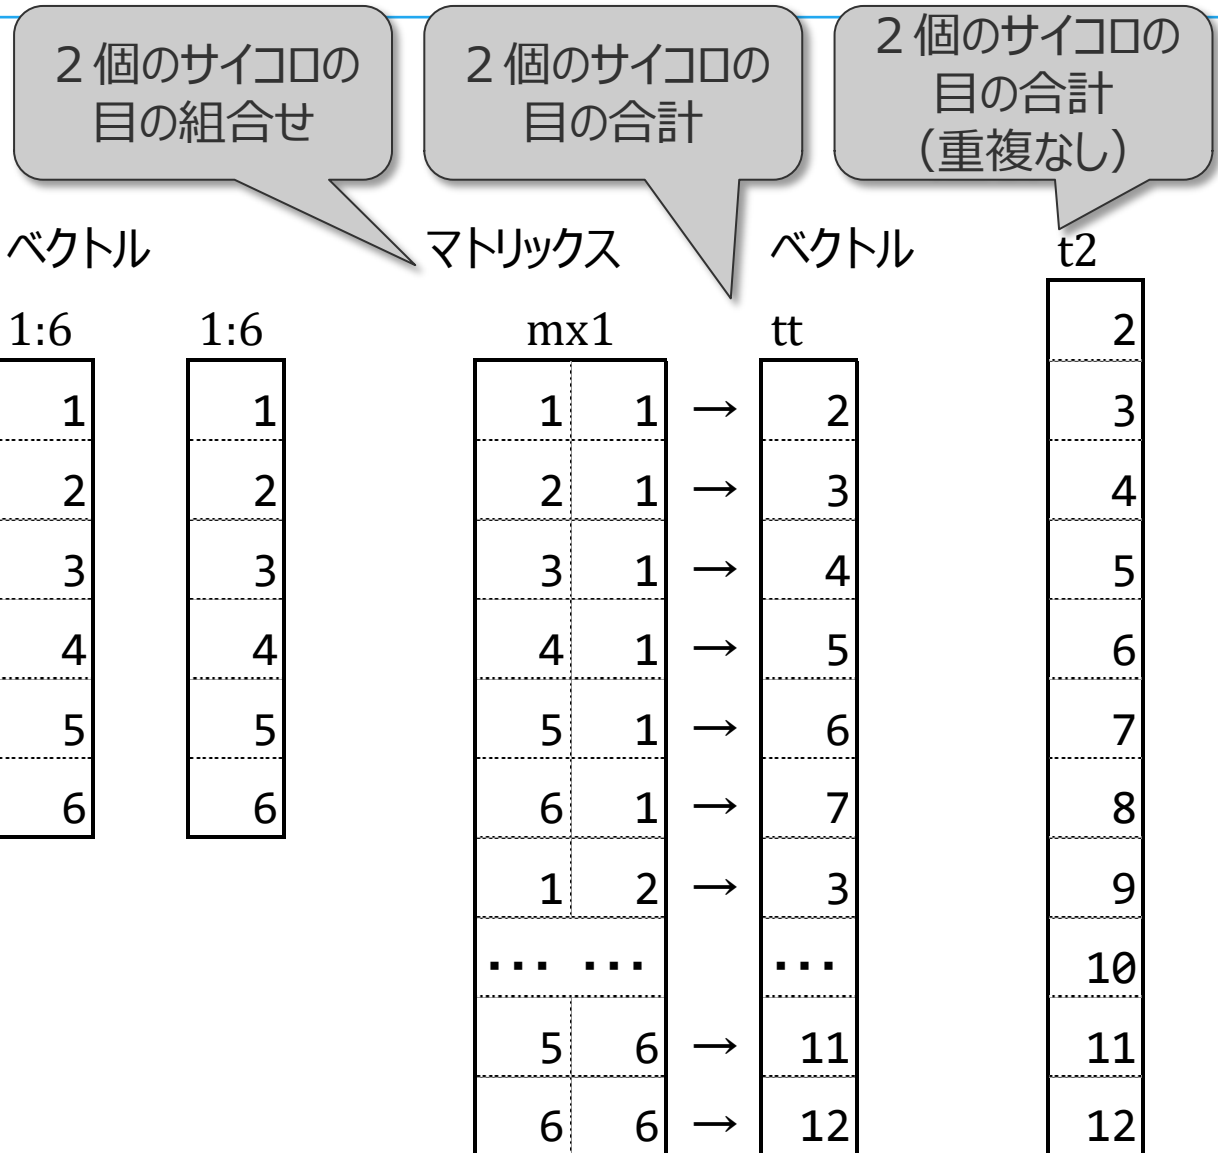 ２個のサイコロの
目の組合せ
２個のサイコロの
目の合計
２個のサイコロの
目の合計
（重複なし）
ベクトル マトリックス ベクトル t2
1:6 1:6 mx1 tt 2
1 1 1 1 → 2 3
2 2 2 1 → 3 4
3 3 3 1 → 4 5
4 4 4 1 → 5 6
5 5 5 1 → 6 7
6 6 6 1 → 7 8
1 2 → 3 9
… … … 10
5 6 → 11 11
6 6 → 12 12